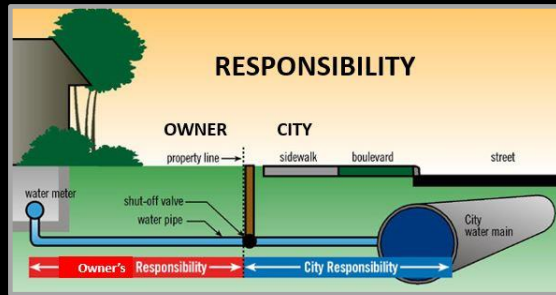 RESPONSIBILITY
OWNER CITY
property line sidewalk boulevard street
water meter
shut-off valve
water pipe
City
water main
Owner's Responsibility City Responsibility